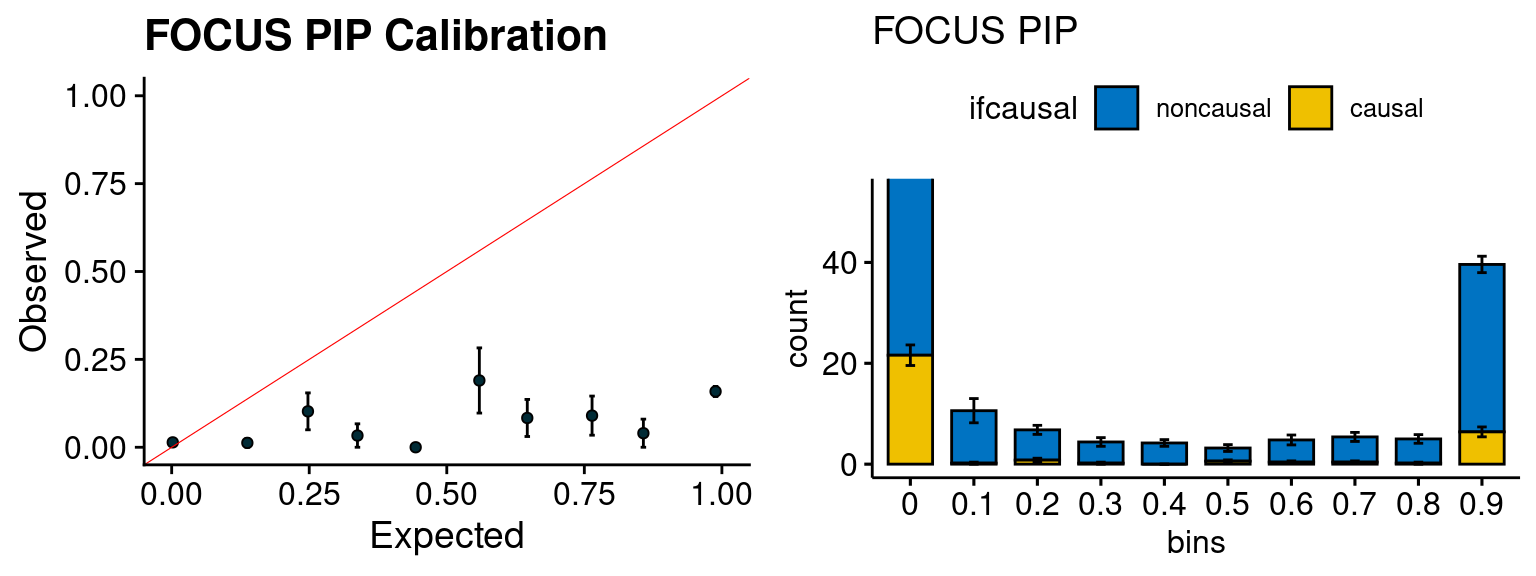 FOCUS PIP Calibration
Observed
1.00
0.75
0.50
0.25
0.00
0.00 0.25 0.50 0.75 1.00
Expected
FOCUS PIP
ifcausal noncausal causal
count
40
20
0
0 0.1 0.2 0.3 0.4 0.5 0.6 0.7 0.8 0.9
bins